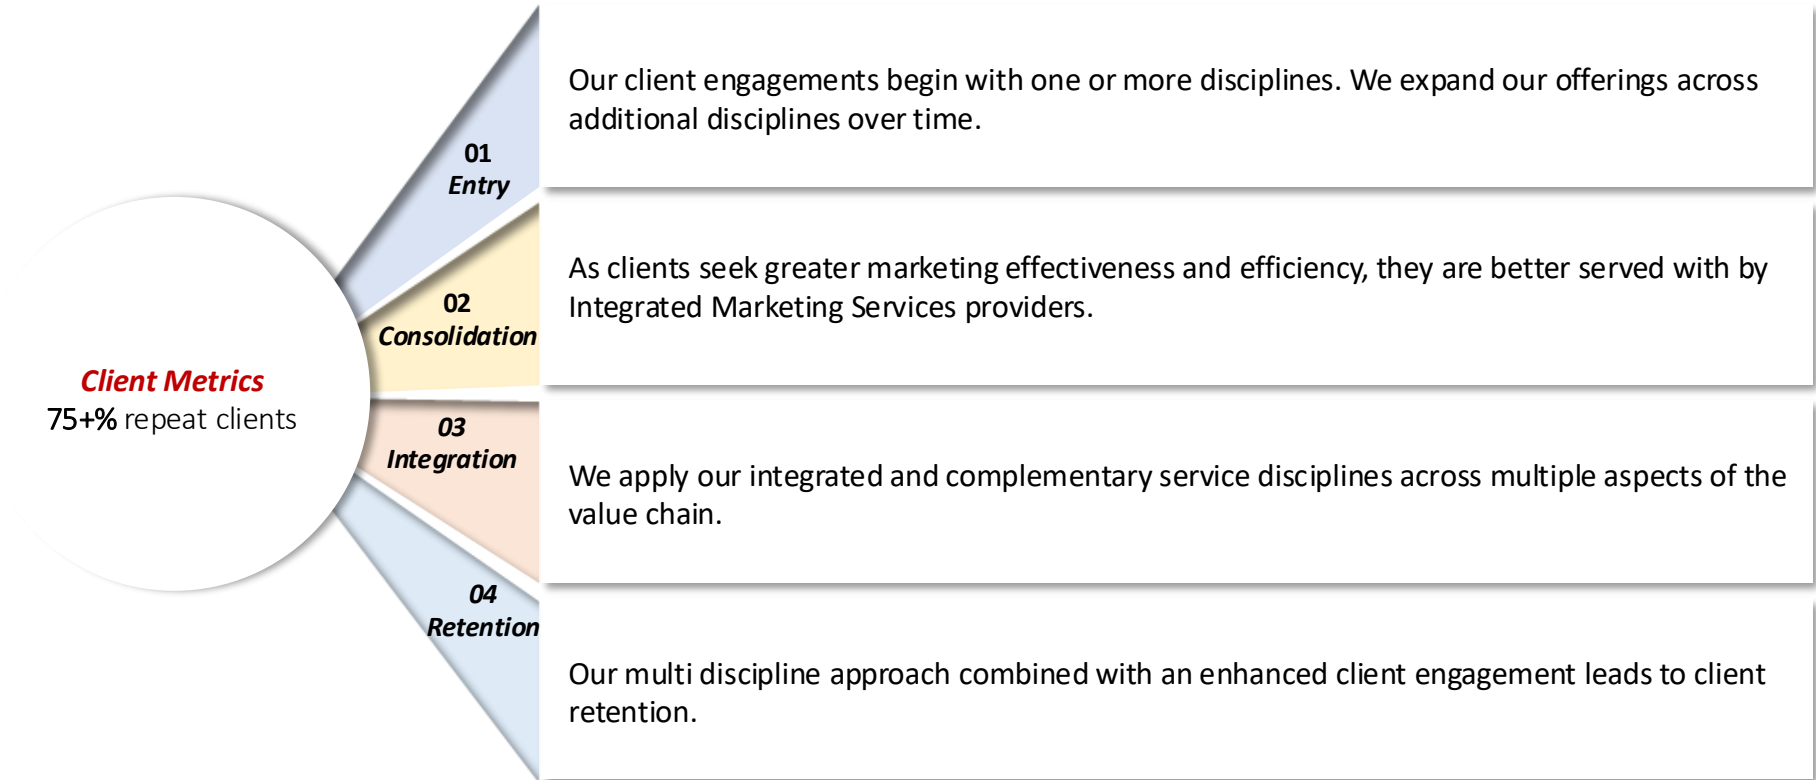 Client Metrics
75+% repeat clients
01
Entry
Our client engagements begin with one or more disciplines. We expand our offerings across
additional disciplines over time.
02
Consolidation
As clients seek greater marketing effectiveness and efficiency, they are better served with by
Integrated Marketing Services providers.
03
Integration
We apply our integrated and complementary service disciplines across multiple aspects of the
value chain.
04
Retention
Our multi discipline approach combined with an enhanced client engagement leads to client
retention.